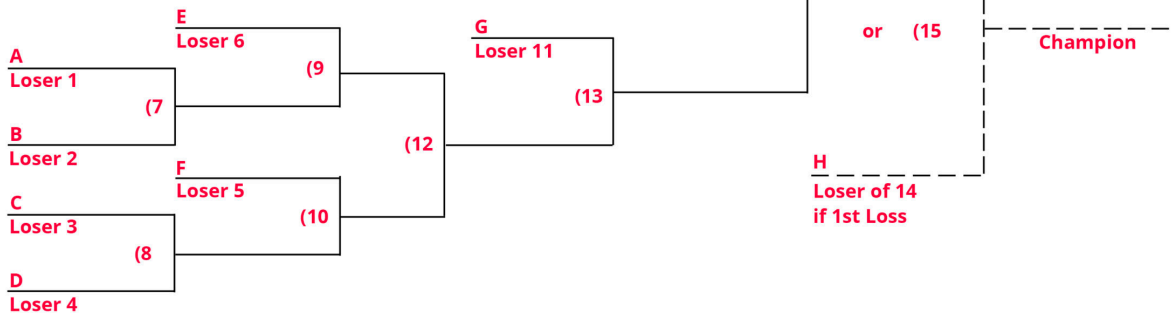 E
Loser 6
G
Loser 11
or (15
Champion
A
Loser 1
(9
(7
(13
B
Loser 2
(12
F
Loser 5
H
Loser of 14
if 1st Loss
C
Loser 3
(10
(8
D
Loser 4